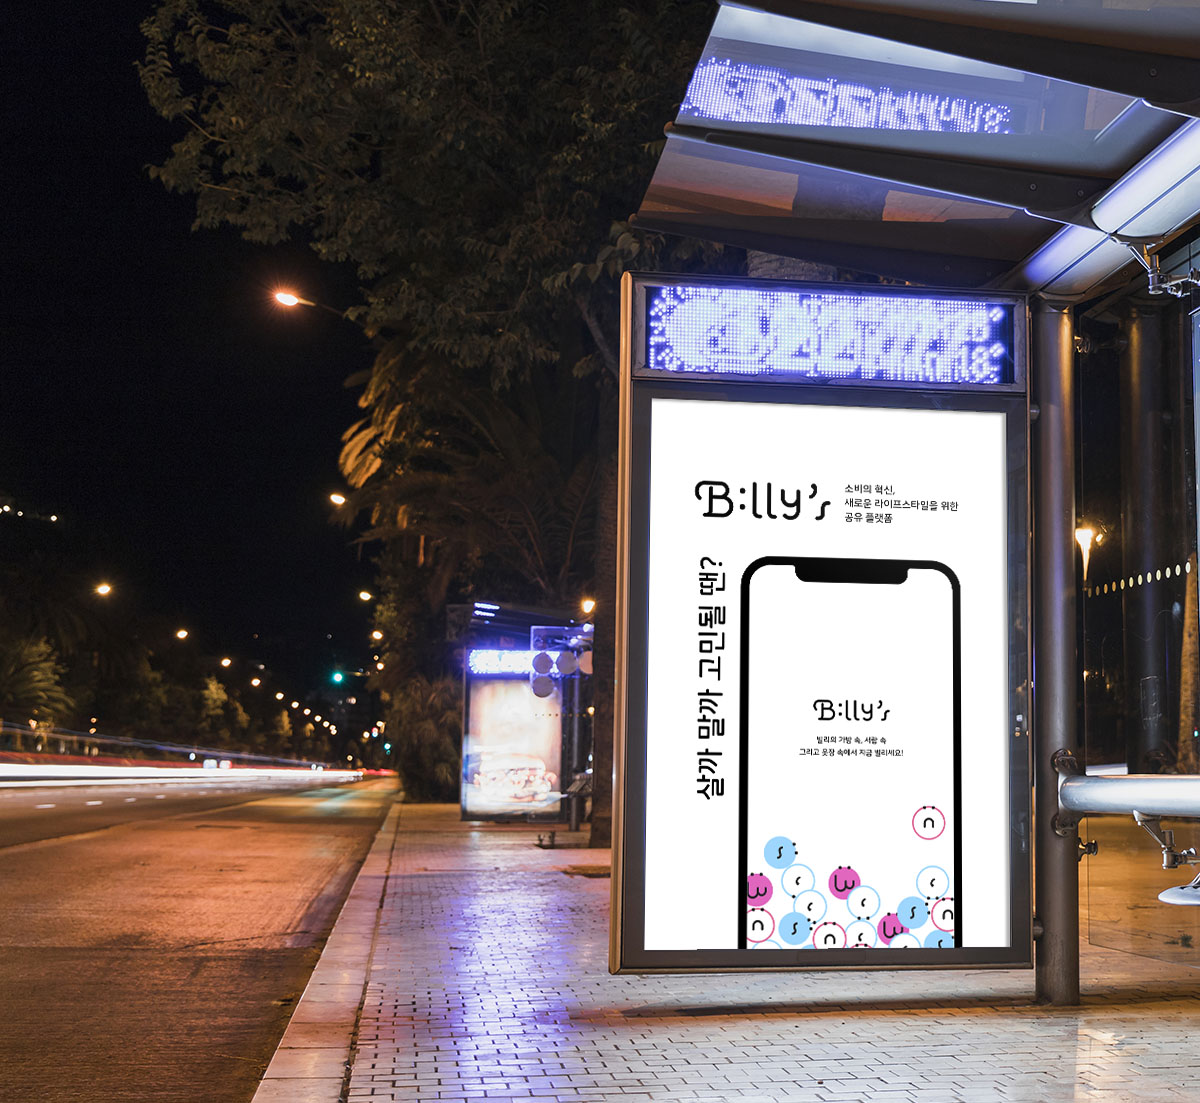 B:lly's
소비의 혁신,
새로운 라이프스타일을 위한
공유 플랫폼
살까 말까 고민될 땐?
B:lly's
빌리의 가방 속, 서랍 속
그리고 옷장 속에서 지금 빌리세요!